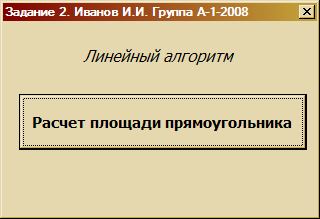 Задание 2. Иванов И.И. Группа А-1-2008
Линейный алгоритм
Расчет площади прямоугольника